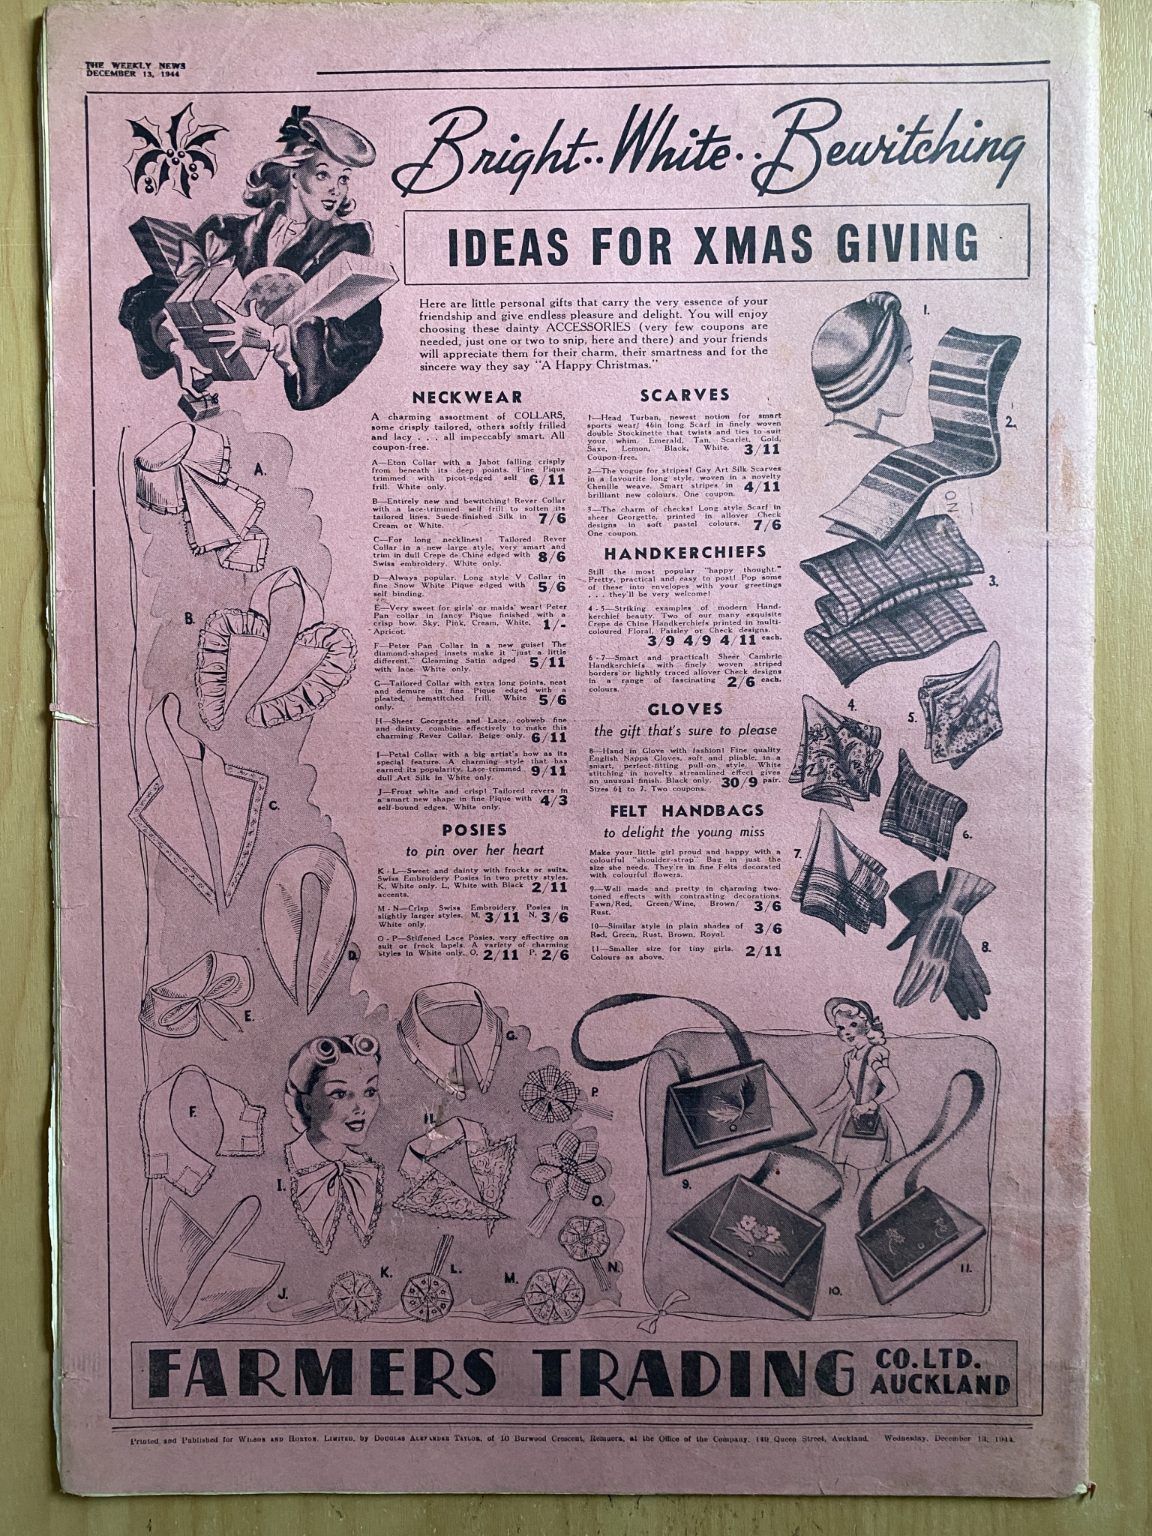 THE WEEKLY NEWS
DECEMBER 13, 1944
Bright.. White.. Bewitching
IDEAS FOR XMAS GIVING
Here are little personal gifts that carry the very essence of your
friendship and give endless pleasure and delight. You will enjoy
choosing these dainty ACCESSORIES (very few coupons are
needed, just one or two to snip, here and there) and your friends
will appreciate them for their charm, their smartness and for the
sincere way they say "A Happy Christmas."
NECKWEAR
A charming assortment of COLLARS,
some crisply tailored, others softly frilled
and lacy . . . all impeccably smart. All
coupon-free.
A—Eton Collar with a Jabot falling crisply
from beneath its deep points. Fine Pique
trimmed with picot-edged self
frill. White only. 6/11
B—Entirely new and bewitching! Rever Collar
with a lace-trimmed self frill to soften its
tailored lines. Suede-finished Silk in
Cream or White. 7/6
C—For long necklines! Tailored Rever
Collar in a new large style, very smart and
trim in dull Crepe de Chine edged with
Swiss embroidery. White only. 8/6
D—Always popular. Long style V Collar in
fine Snow White Pique edged with
self binding. 5/6
E—Very sweet for girls' or maids' wear! Peter
Pan collar in fancy Pique finished with a
crisp bow. Sky, Pink, Cream, White,
Apricot. 1/-
F—Peter Pan Collar in a new guise! The
diamond-shaped insets make it "just a little
different." Gleaming Satin edged
with lace. White only. 5/11
G—Tailored Collar with extra long points, neat
and demure in fine Pique edged with a
pleated, hemstitched frill. White
only. 5/6
H—Sheer Georgette and Lace, cobweb fine
and dainty, combine effectively to make this
charming Rever Collar. Beige only. 6/11
I—Petal Collar with a big artist's bow as its
special feature. A charming style that has
earned its popularity. Lace-trimmed
dull Art Silk in White only. 9/11
J—Frost white and crisp! Tailored revers in
a smart new shape in fine Pique with
self-bound edges. White only. 4/3
POSIES
to pin over her heart
K - L—Sweet and dainty with frocks or suits.
Swiss Embroidery Posies in two pretty styles.
K, White only. L, White with Black
accents. 2/11
M - N—Crisp Swiss Embroidery Posies in
slightly larger styles. M. 3/11 N. 3/6
White only.
O - P—Stiffened Lace Posies, very effective on
suit or frock lapels. A variety of charming
styles in White only. O. 2/11 P. 2/6
SCARVES
1—Head Turban, newest notion for smart
sports wear! 46in long Scarf in finely woven
double Stockinette that twists and ties to suit
your whim. Emerald, Tan, Scarlet, Gold,
Saxe, Lemon, Black, White. 3/11
Coupon-free.
2—The vogue for stripes! Gay Art Silk Scarves
in a favourite long style, woven in a novelty
Chenille weave. Smart stripes in 4/11
brilliant new colours. One coupon.
3—The charm of checks! Long style Scarf in
sheer Georgette, printed in allover Check
designs in soft pastel colours. 7/6
One coupon.
HANDKERCHIEFS
Still the most popular "happy thought."
Pretty, practical and easy to post! Pop some
of these into envelopes with your greetings
. . . they'll be very welcome!
4 - 5—Striking examples of modern Hand-
kerchief beauty. Two of our many exquisite
Crepe de Chine Handkerchiefs printed in multi-
coloured Floral, Paisley or Check designs.
3/9 4/9 4/11 each.
6 - 7—Smart and practical! Sheer Cambric
Handkerchiefs with finely woven striped
borders or lightly traced allover Check designs
in a range of fascinating 2/6 each.
colours.
GLOVES
the gift that's sure to please
8—Hand in Glove with fashion! Fine quality
English Nappa Gloves, soft and pliable, in a
smart, perfect-fitting pull-on style. White
stitching in novelty streamlined effect gives
an unusual finish. Black only. 30/9 pair.
Sizes 6½ to 7. Two coupons.
FELT HANDBAGS
to delight the young miss
Make your little girl proud and happy with a
colourful "shoulder-strap" Bag in just the
size she needs. They're in fine Felts decorated
with colourful flowers.
9—Well made and pretty in charming two-
toned effects with contrasting decorations.
Fawn/Red, Green/Wine, Brown/ 3/6
Rust.
10—Similar style in plain shades of
Red, Green, Rust, Brown, Royal. 3/6
11—Smaller size for tiny girls.
Colours as above. 2/11
A.
B.
C.
D.
E.
F.
G.
H.
I.
J.
K.
L.
M.
N.
O.
P.
1.
2.
3.
4.
5.
6.
7.
8.
9.
10.
11.
FARMERS TRADING CO. LTD.
AUCKLAND
Printed and Published for WILSON AND HORTON, LIMITED, by DOUGLAS ALEXANDER TAYLOR, of 10 Burwood Crescent, Remuera, at the Office of the Company, 149 Queen Street, Auckland. Wednesday, December 13, 1944.